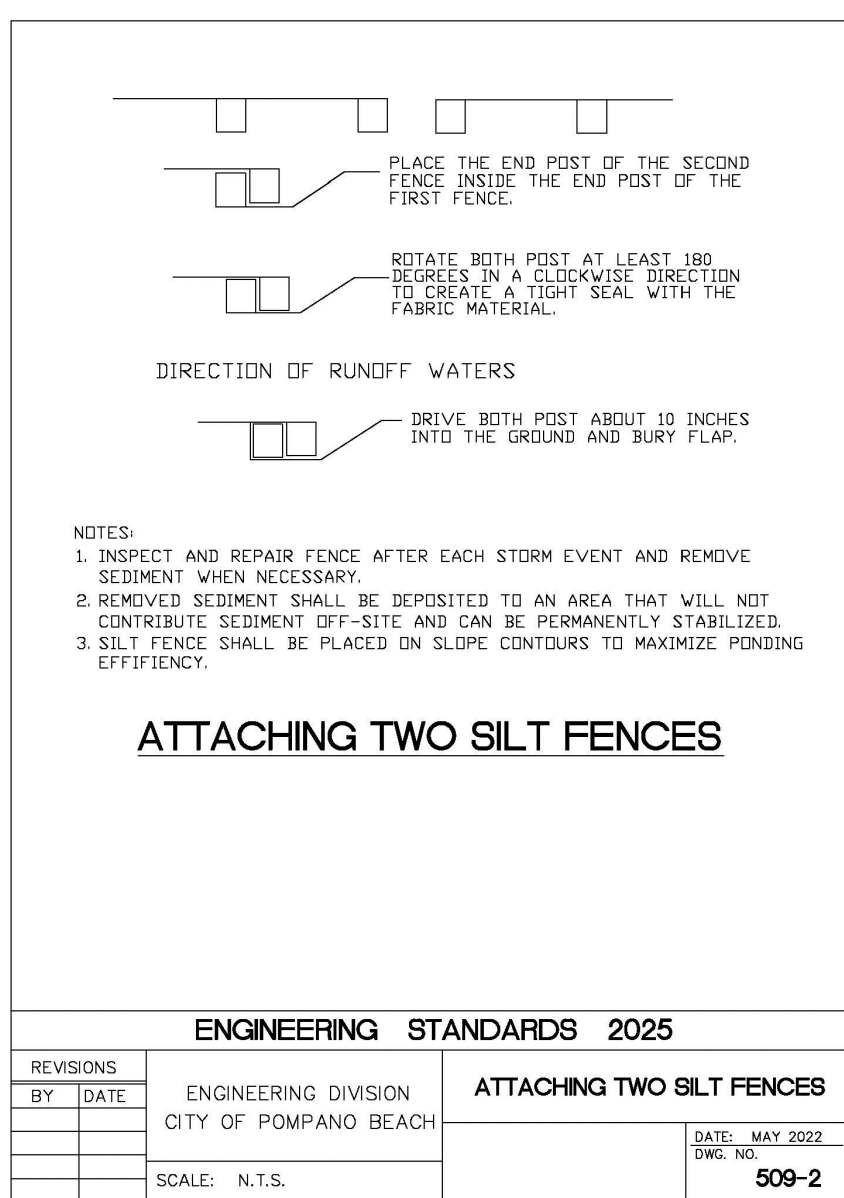 PLACE THE END POST OF THE SECOND
FENCE INSIDE THE END POST OF THE
FIRST FENCE.
ROTATE BOTH POST AT LEAST 180
DEGREES IN A CLOCKWISE DIRECTION
TO CREATE A TIGHT SEAL WITH THE
FABRIC MATERIAL.
DIRECTION OF RUNOFF WATERS
DRIVE BOTH POST ABOUT 10 INCHES
INTO THE GROUND AND BURY FLAP.
NOTES:
1. INSPECT AND REPAIR FENCE AFTER EACH STORM EVENT AND REMOVE
SEDIMENT WHEN NECESSARY.
2. REMOVED SEDIMENT SHALL BE DEPOSITED TO AN AREA THAT WILL NOT
CONTRIBUTE SEDIMENT OFF-SITE AND CAN BE PERMANENTLY STABILIZED.
3. SILT FENCE SHALL BE PLACED ON SLOPE CONTOURS TO MAXIMIZE PONDING
EFFIFIENCY.
ATTACHING TWO SILT FENCES
ENGINEERING STANDARDS 2025
REVISIONS
BY DATE
ENGINEERING DIVISION
CITY OF POMPANO BEACH
SCALE: N.T.S.
ATTACHING TWO SILT FENCES
DATE: MAY 2022
DWG. NO.
509-2